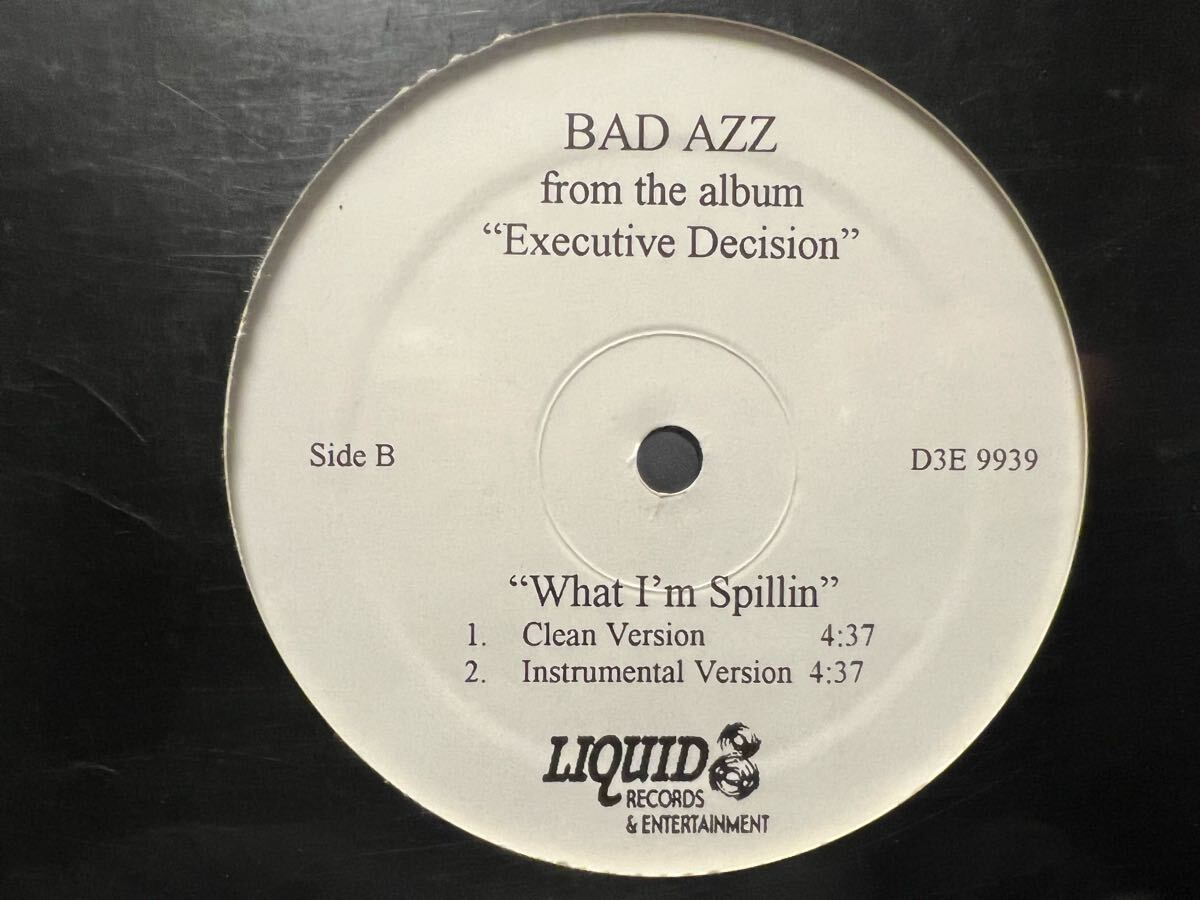 BAD AZZ
from the album
“Executive Decision”
Side B
D3E 9939
“What I’m Spillin”
1. Clean Version 4:37
2. Instrumental Version 4:37
LIQUID 8
RECORDS
& ENTERTAINMENT